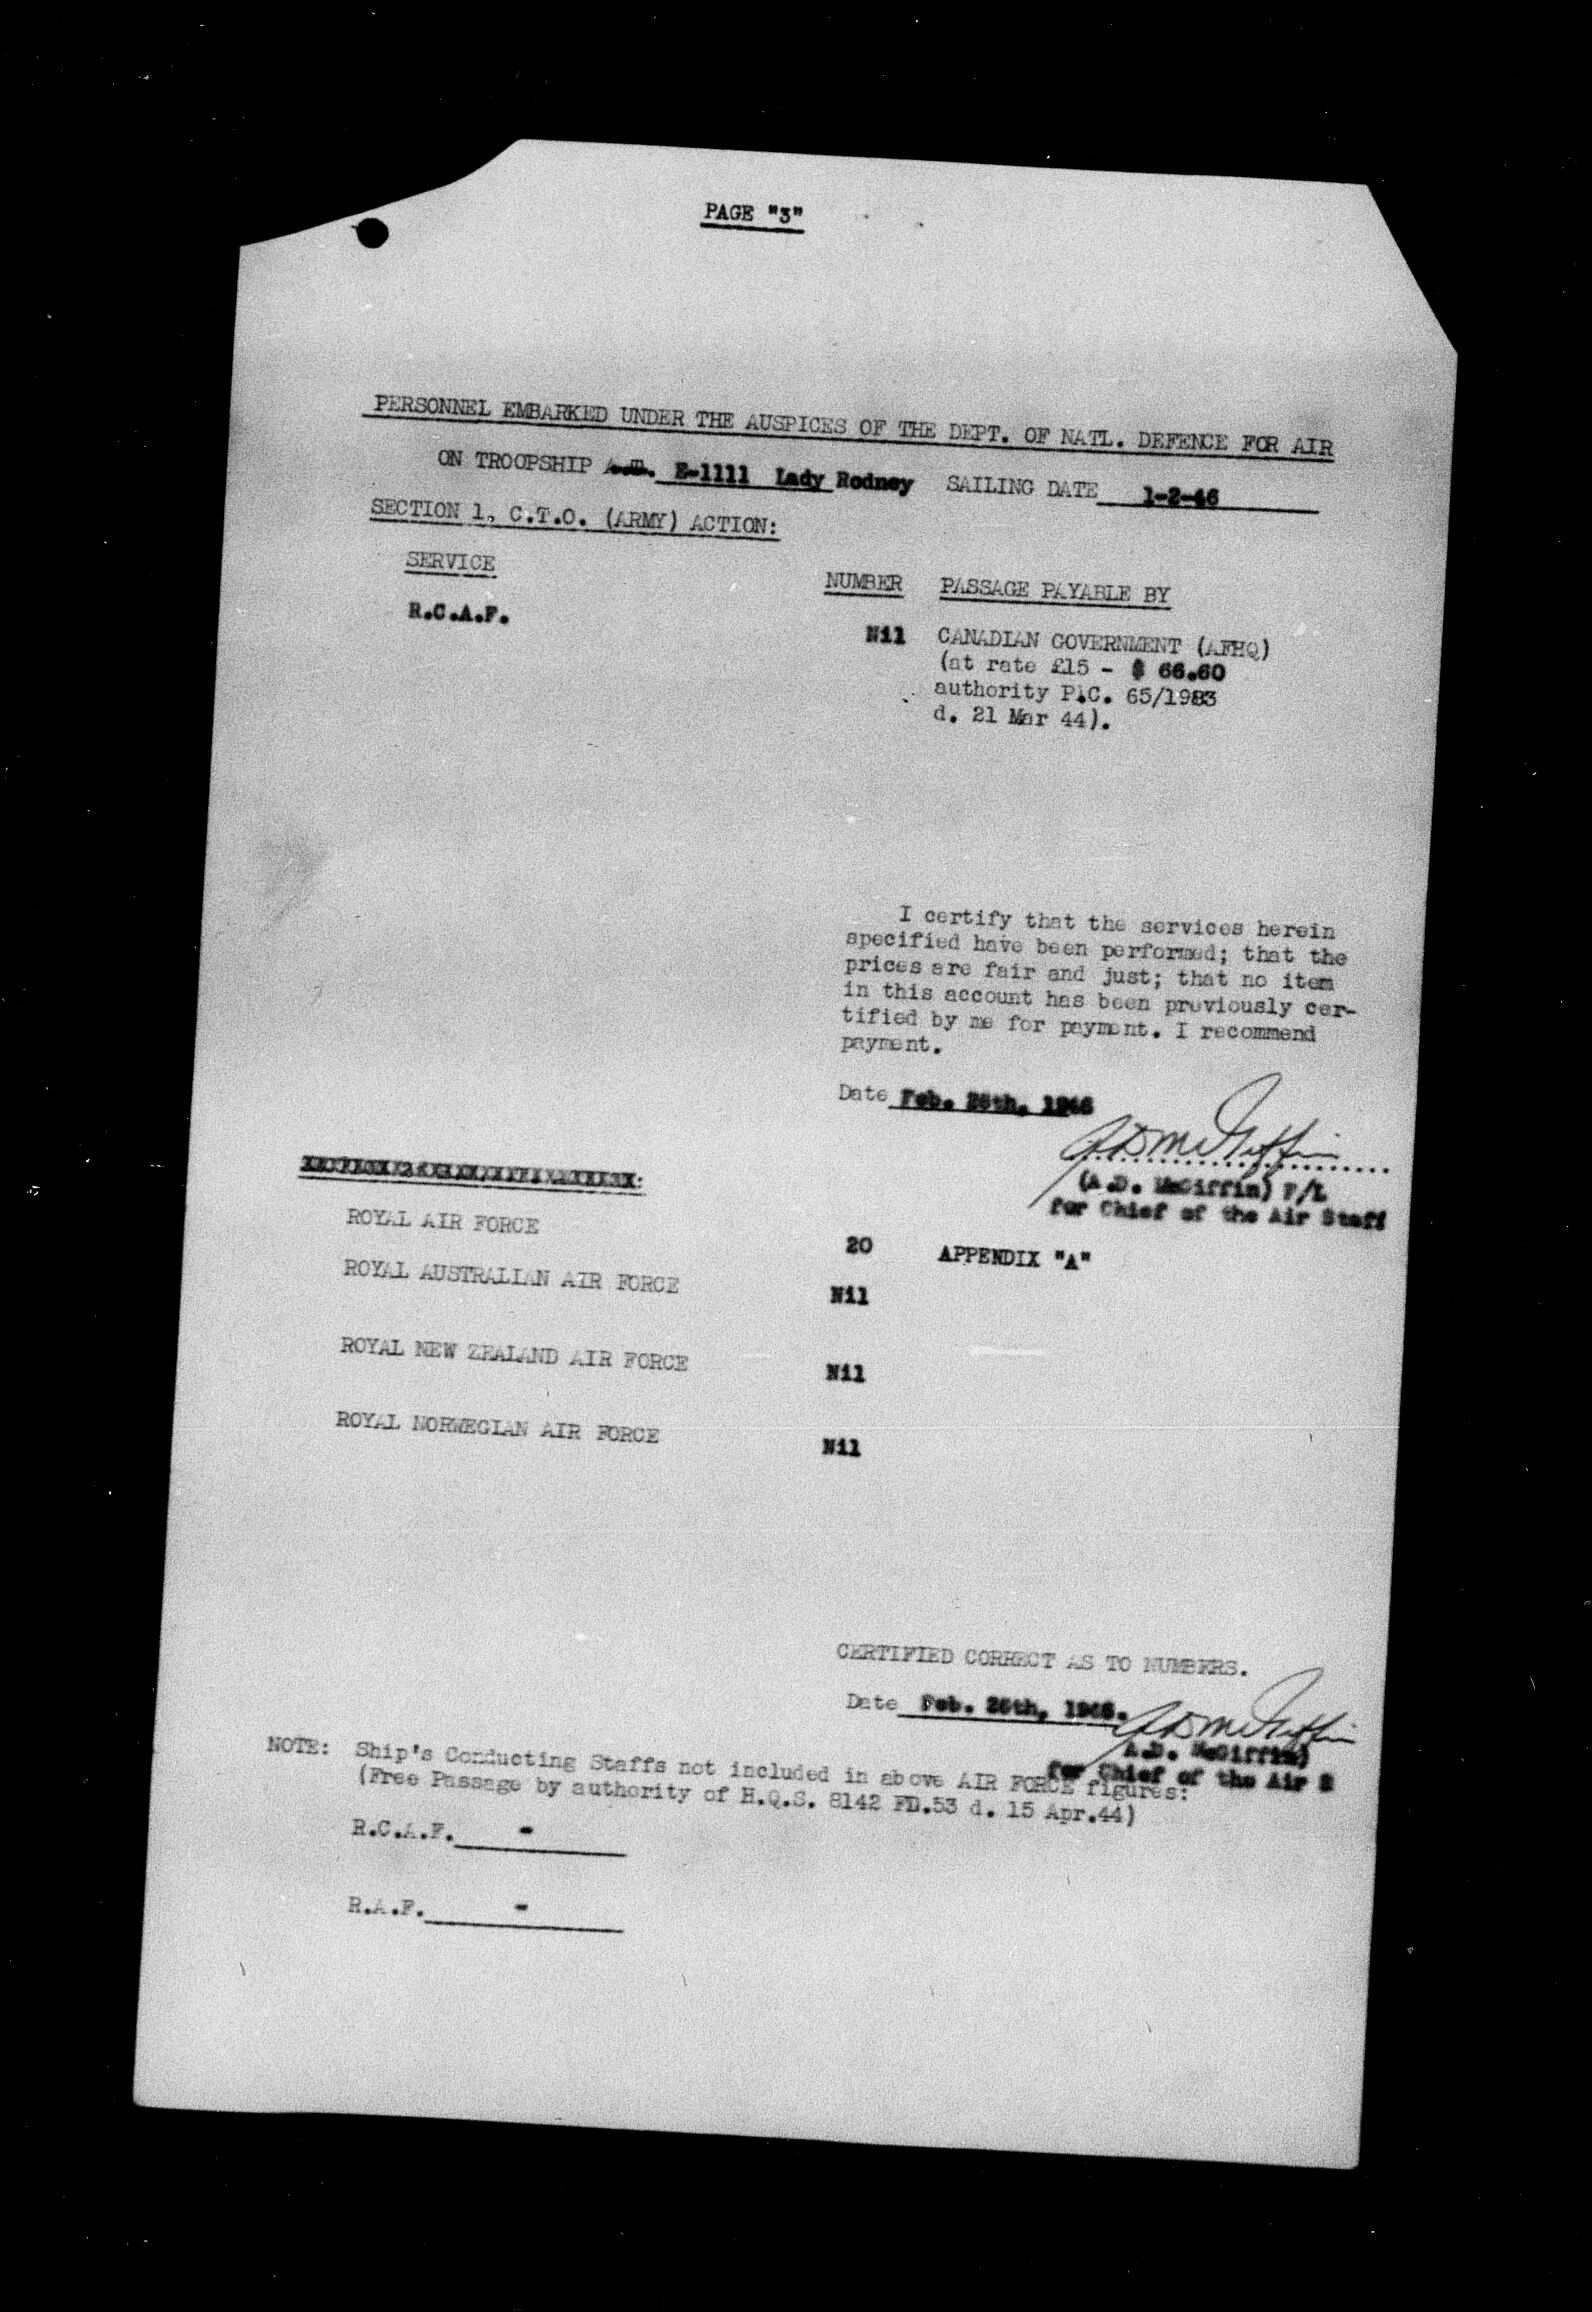 PAGE "3"
PERSONNEL EMBARKED UNDER THE AUSPICES OF THE DEPT. OF NATL. DEFENCE FOR AIR
ON TROOPSHIP A.T. E-1111 Lady Rodney SAILING DATE 1-2-46
SECTION 1, C.T.O. (ARMY) ACTION:
SERVICE NUMBER PASSAGE PAYABLE BY
R.C.A.F. Nil CANADIAN GOVERNMENT (AFHQ)
(at rate £15 - $ 66.60
authority P.C. 65/1983
d. 21 Mar 44).
I certify that the services herein
specified have been performed; that the
prices are fair and just; that no item
in this account has been previously cer-
tified by me for payment. I recommend
payment.
Date Feb. 26th, 1946
AD McGiffin
(A.D. McGiffin) F/L
for Chief of the Air Staff
ROYAL AIR FORCE 20 APPENDIX "A"
ROYAL AUSTRALIAN AIR FORCE Nil
ROYAL NEW ZEALAND AIR FORCE Nil
ROYAL NORWEGIAN AIR FORCE Nil
CERTIFIED CORRECT AS TO NUMBERS.
Date Feb. 26th, 1946. AD McGiffin
A.D. McGiffin)
for Chief of the Air S
NOTE: Ship's Conducting Staffs not included in above AIR FORCE figures:
(Free Passage by authority of H.Q.S. 8142 FD.53 d. 15 Apr.44)
R.C.A.F. -
R.A.F. -